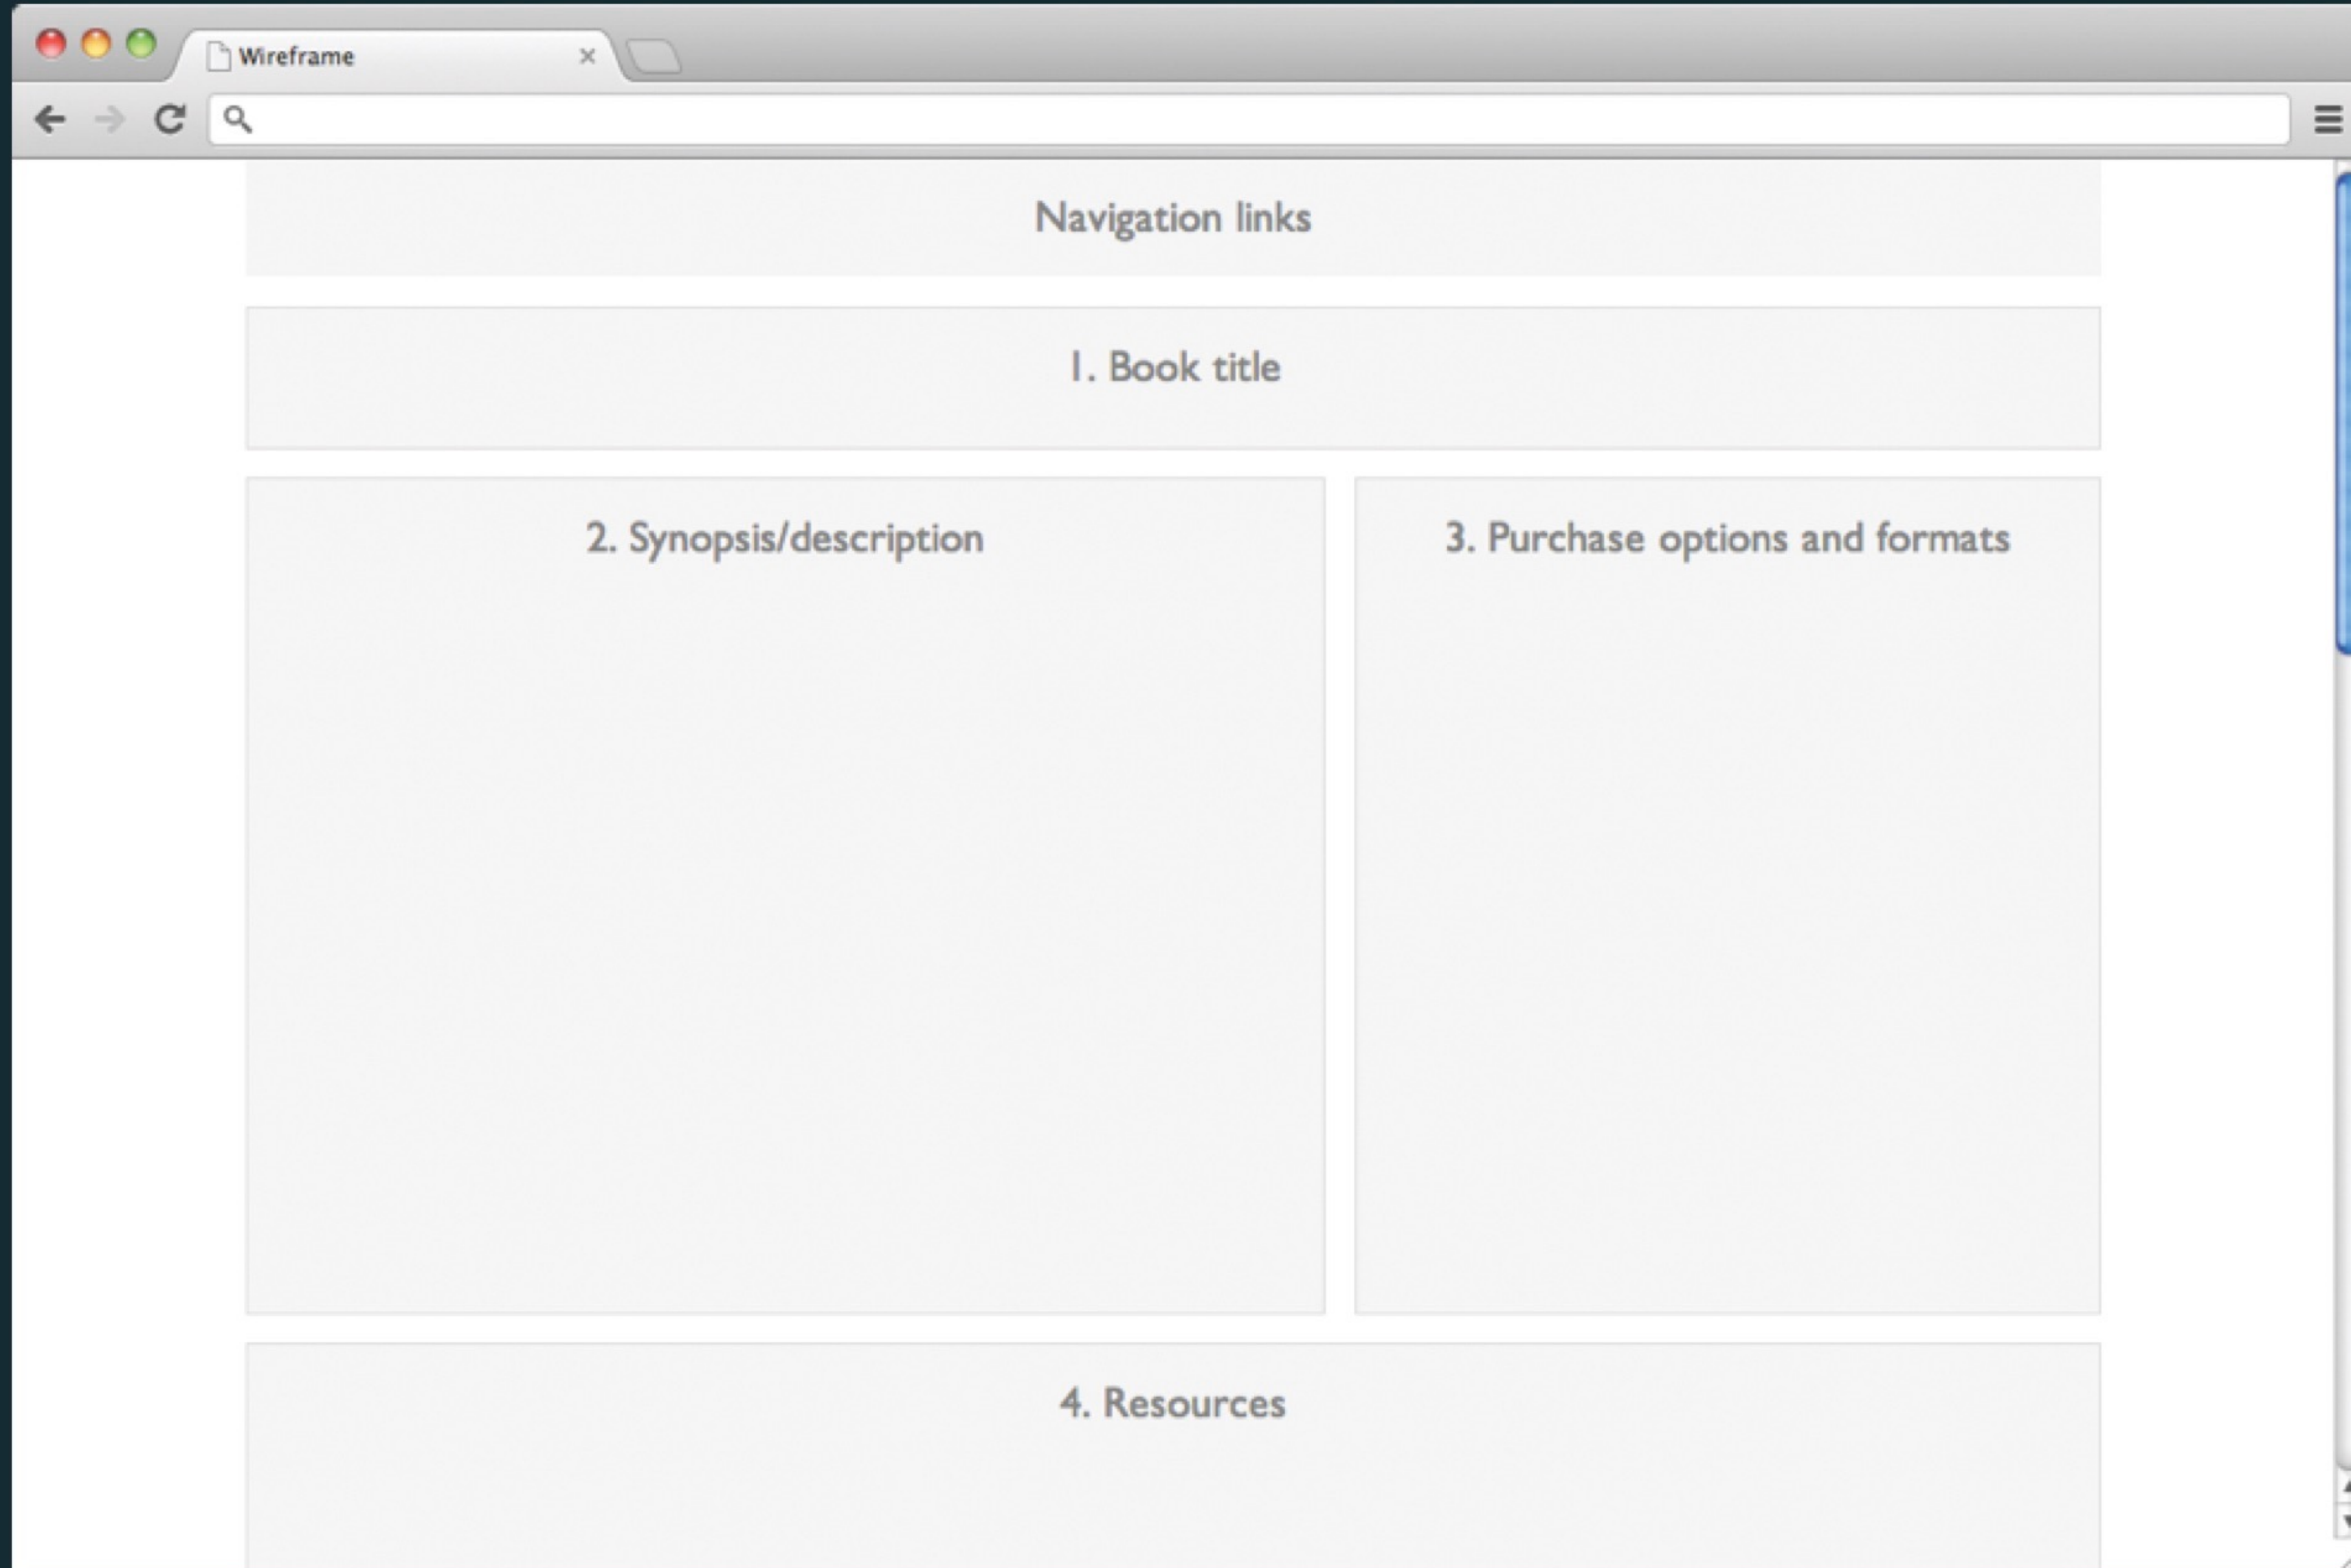 Wireframe
Navigation links
1. Book title
2. Synopsis/description
3. Purchase options and formats
4. Resources